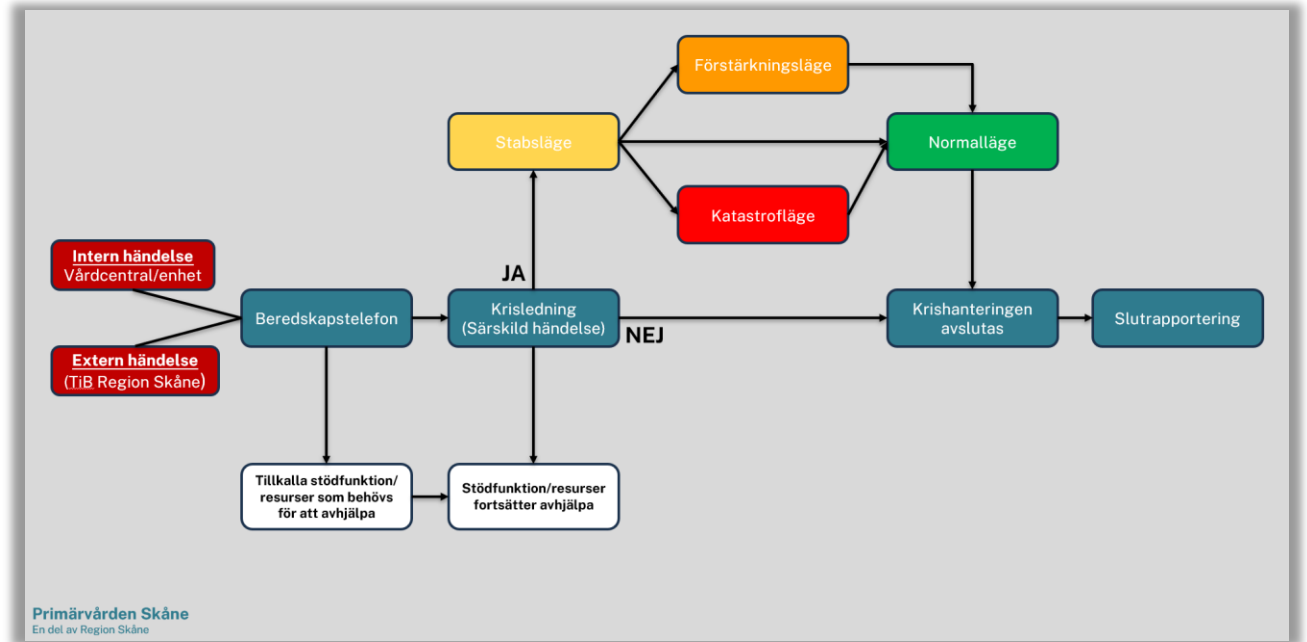 Förstärkningsläge
Stabsläge
Normalläge
Katastrofläge
Intern händelse
Vårdcentral/enhet
JA
Beredskapstelefon
Krisledning
(Särskild händelse)
NEJ
Krishanteringen
avslutas
Slutrapportering
Extern händelse
(TiB Region Skåne)
Tillkalla stödfunktion/
resurser som behövs
för att avhjälpa
Stödfunktion/resurser
fortsätter avhjälpa
Primärvården Skåne
En del av Region Skåne